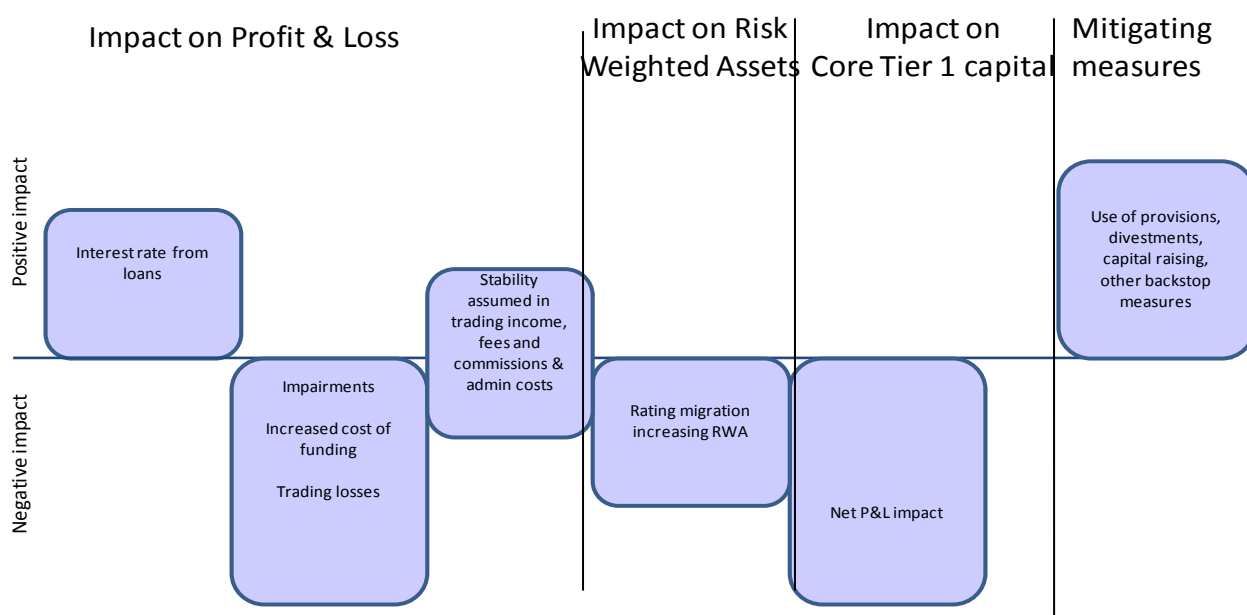 Impact on Profit & Loss
Impact on Risk
Weighted Assets
Impact on
Core Tier 1 capital
Mitigating
measures
Positive impact
Negative impact
Interest rate from
loans
Impairments
Increased cost of
funding
Trading losses
Stability
assumed in
trading income,
fees and
commissions &
admin costs
Rating migration
increasing RWA
Net P&L impact
Use of provisions,
divestments,
capital raising,
other backstop
measures